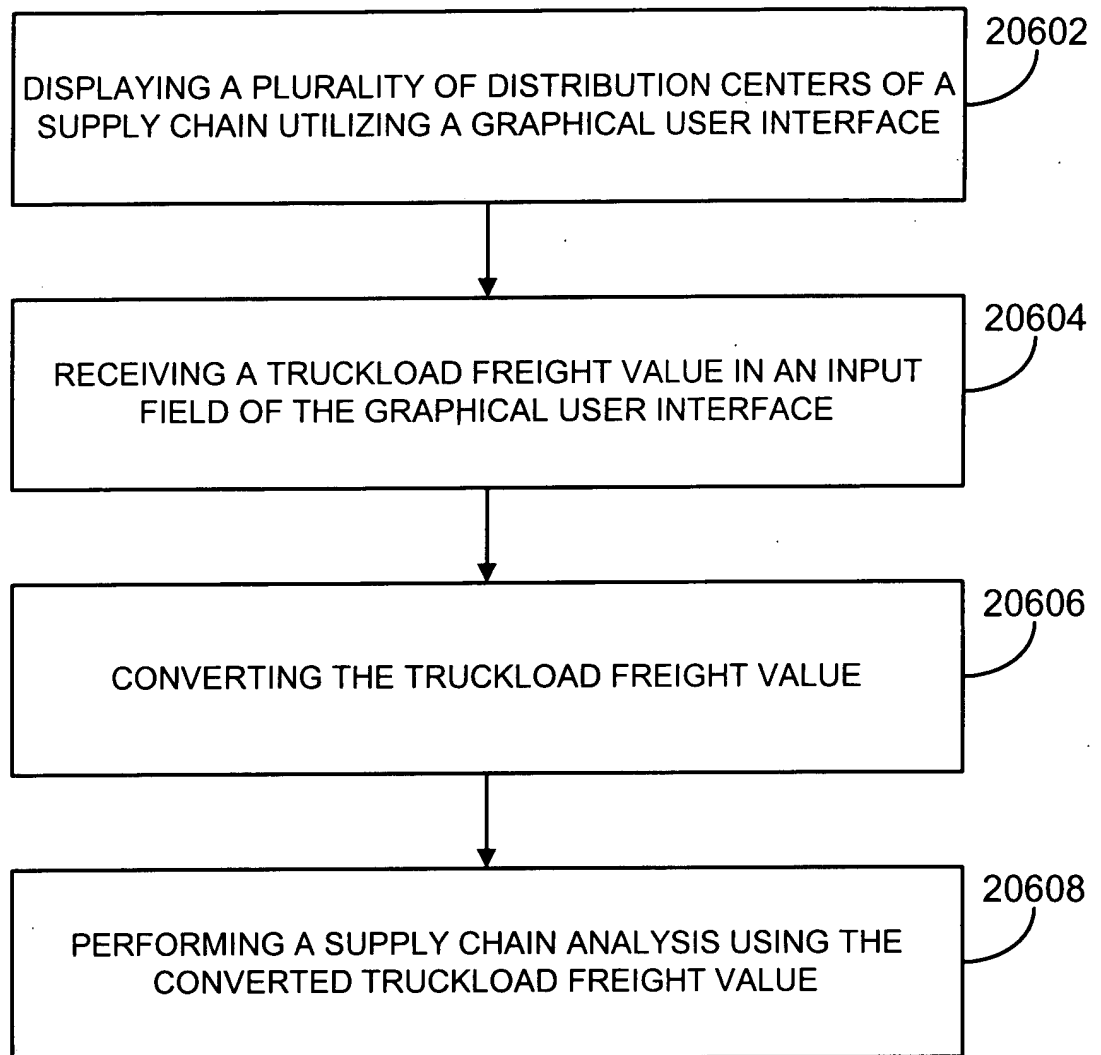 20602
DISPLAYING A PLURALITY OF DISTRIBUTION CENTERS OF A
SUPPLY CHAIN UTILIZING A GRAPHICAL USER INTERFACE
20604
RECEIVING A TRUCKLOAD FREIGHT VALUE IN AN INPUT
FIELD OF THE GRAPHICAL USER INTERFACE
20606
CONVERTING THE TRUCKLOAD FREIGHT VALUE
20608
PERFORMING A SUPPLY CHAIN ANALYSIS USING THE
CONVERTED TRUCKLOAD FREIGHT VALUE